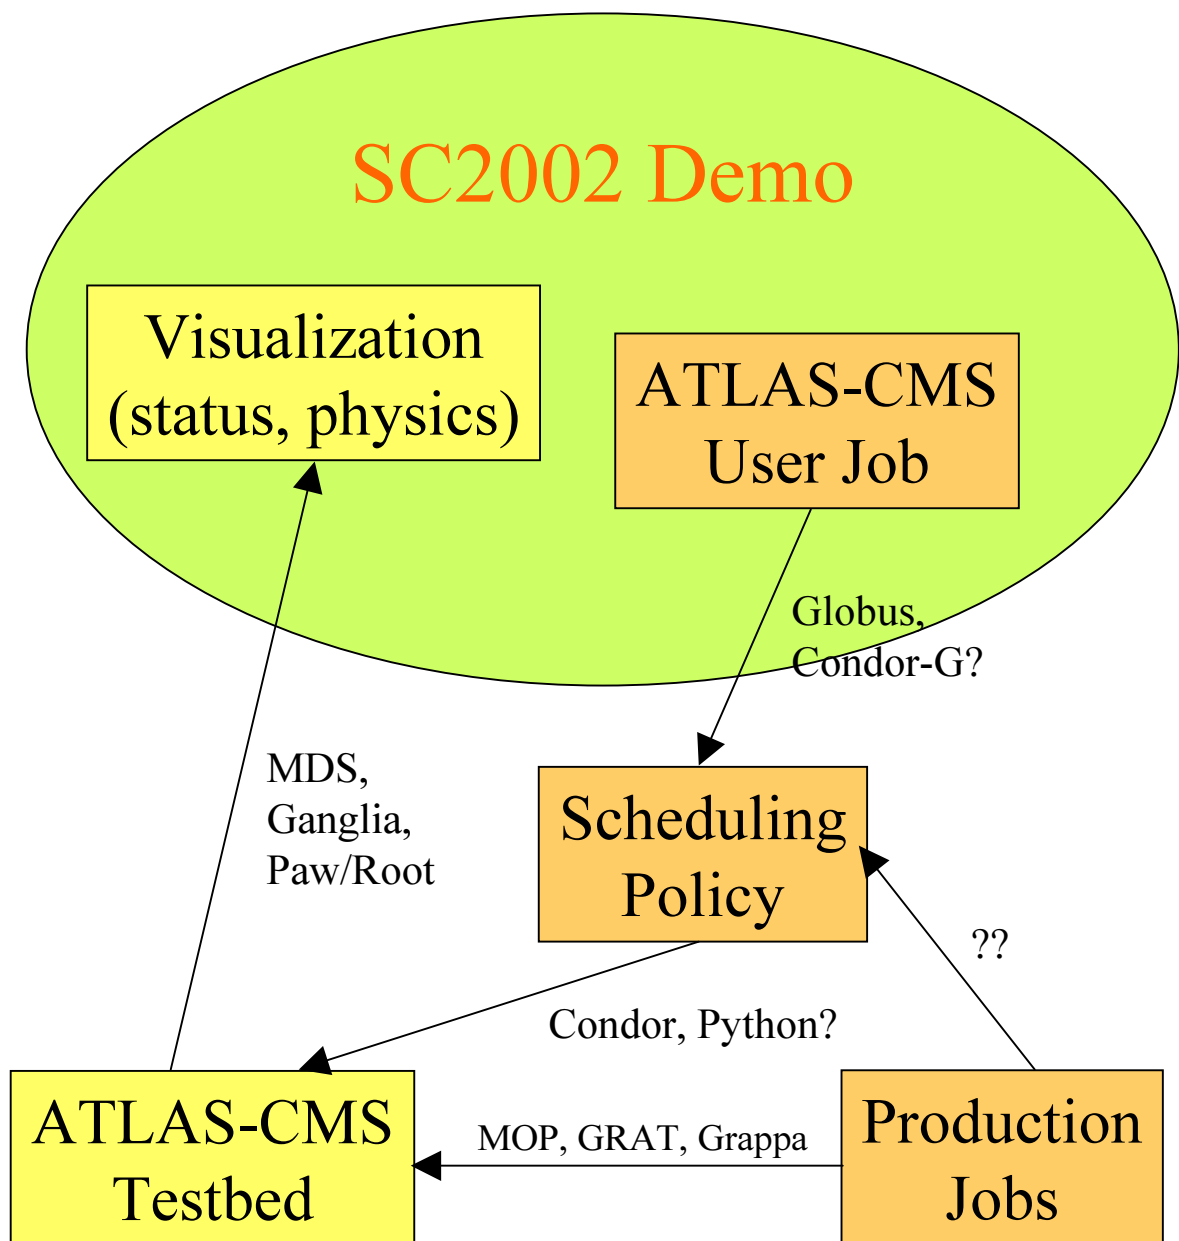 SC2002 Demo
Visualization
(status, physics)
ATLAS-CMS
User Job
Globus,
Condor-G?
MDS,
Ganglia,
Paw/Root
Scheduling
Policy
??
Condor, Python?
ATLAS-CMS
Testbed
MOP, GRAT, Grappa
Production
Jobs